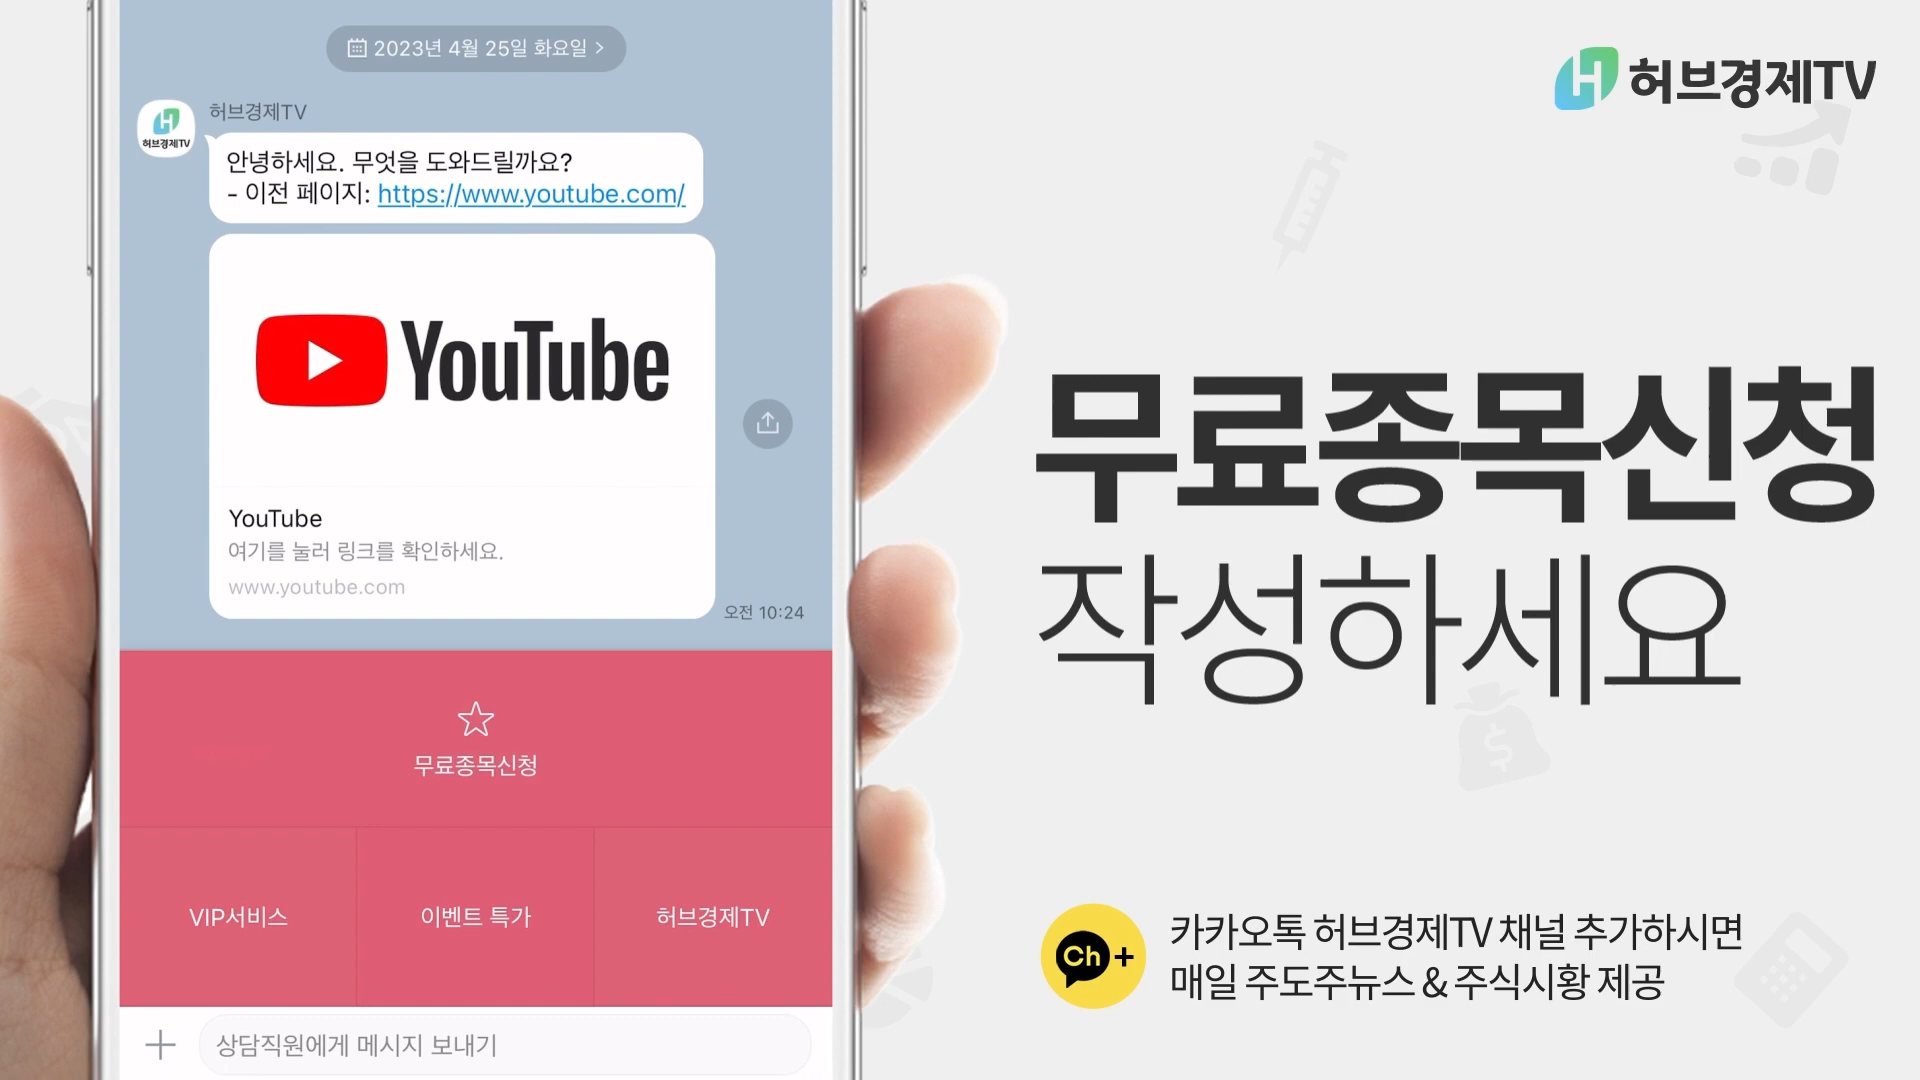 2023년 4월 25일 화요일 >
허브경제TV
허브경제TV
안녕하세요. 무엇을 도와드릴까요?
- 이전 페이지: https://www.youtube.com/
YouTube
YouTube
여기를 눌러 링크를 확인하세요.
www.youtube.com
오전 10:24
무료종목신청
VIP서비스
이벤트 특가
허브경제TV
상담직원에게 메시지 보내기
H 허브경제TV
무료종목신청
작성하세요
Ch+
카카오톡 허브경제TV 채널 추가하시면
매일 주도주뉴스 & 주식시황 제공